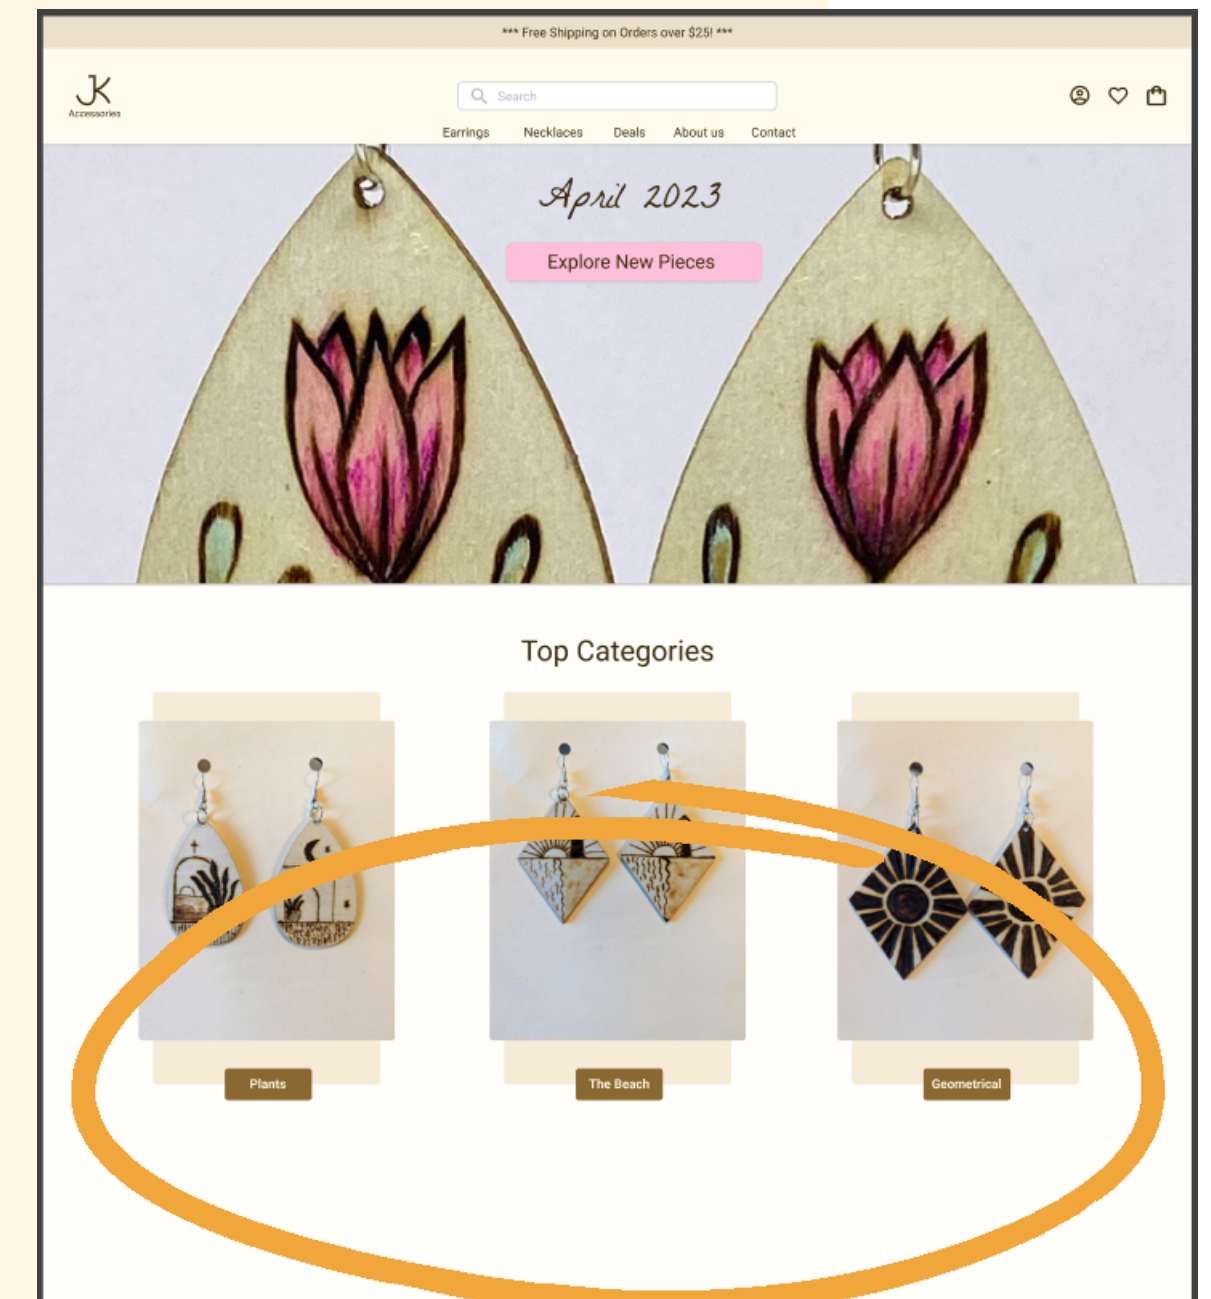 *** Free Shipping on Orders over $25! ***
JK
Accessories
Search
Earrings Necklaces Deals About us Contact
April 2023
Explore New Pieces
Top Categories
Plants The Beach Geometrical